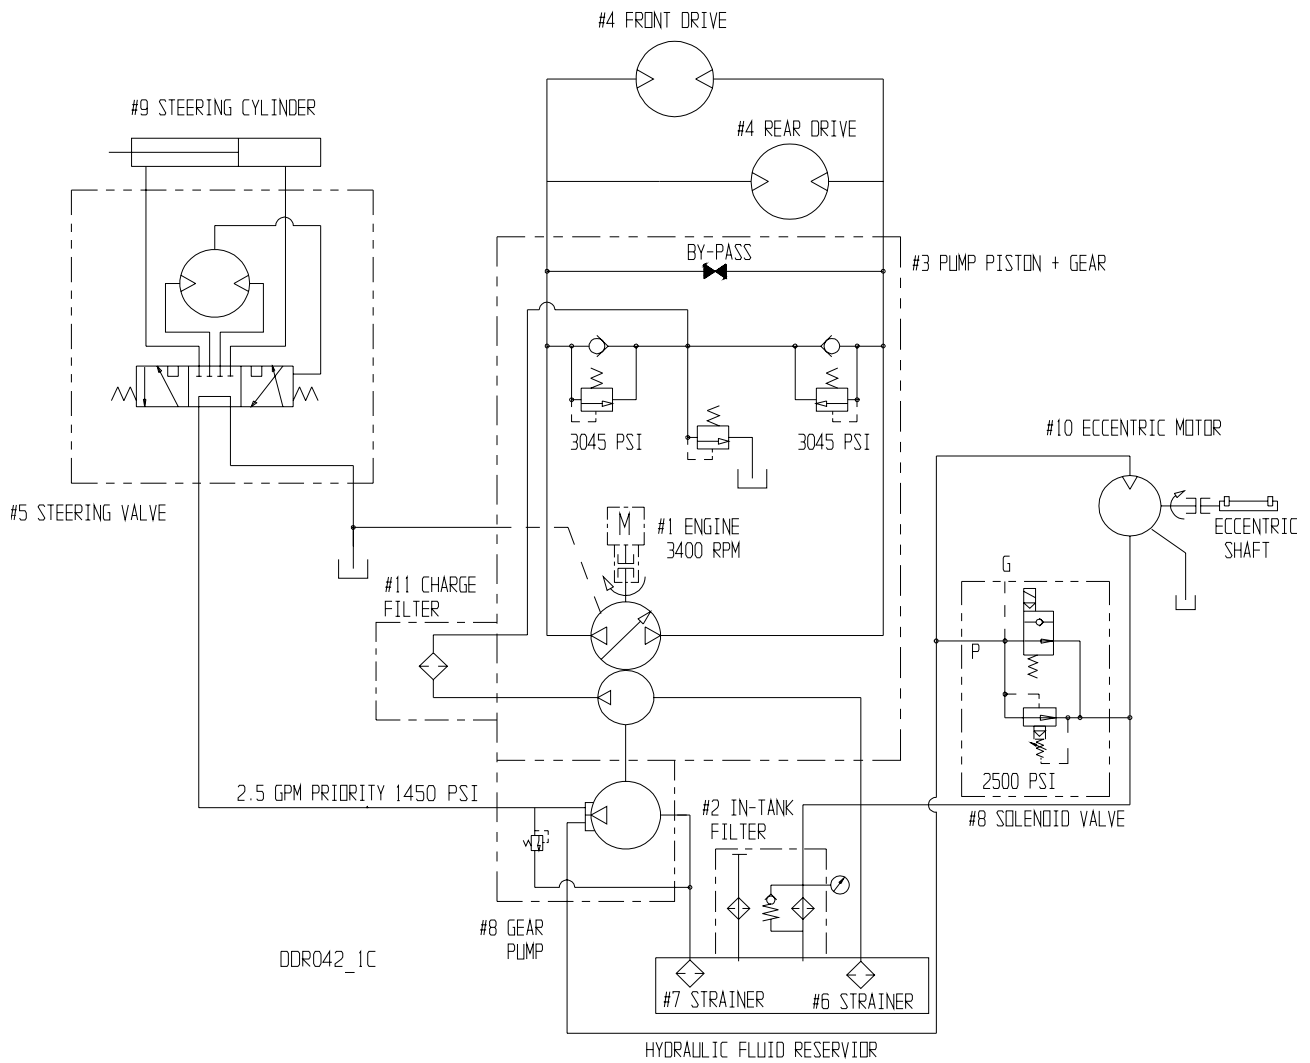 #4 FRONT DRIVE
#9 STEERING CYLINDER
#4 REAR DRIVE
BY-PASS
#3 PUMP PISTON + GEAR
3045 PSI
3045 PSI
#10 ECCENTRIC MOTOR
#5 STEERING VALVE
M
#1 ENGINE
3400 RPM
ECCENTRIC
SHAFT
#11 CHARGE
FILTER
G
P
2.5 GPM PRIORITY 1450 PSI
2500 PSI
#2 IN-TANK
FILTER
#8 SOLENOID VALVE
#8 GEAR
PUMP
DDR042_1C
#7 STRAINER
#6 STRAINER
HYDRAULIC FLUID RESERVIOR